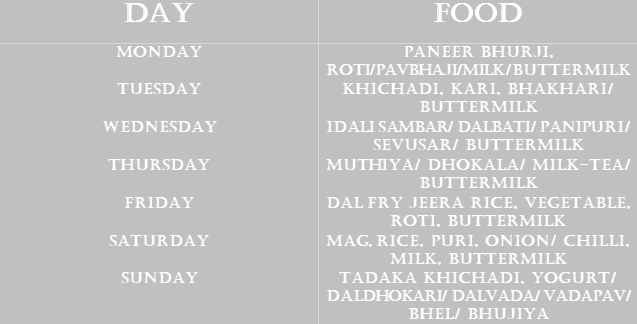 DAY FOOD
MONDAY PANEER BHURJI,
ROTI/PAVBHAJI/MILK/BUTTERMILK
TUESDAY KHICHADI, KARI, BHAKHARI/
BUTTERMILK
WEDNESDAY IDALI SAMBAR/ DALBATI/ PANIPURI/
SEVUSAR/ BUTTERMILK
THURSDAY MUTHIYA/ DHOKALA/ MILK-TEA/
BUTTERMILK
FRIDAY DAL FRY JEERA RICE, VEGETABLE,
ROTI, BUTTERMILK
SATURDAY MAG, RICE, PURI, ONION/ CHILLI,
MILK, BUTTERMILK
SUNDAY TADAKA KHICHADI, YOGURT/
DALDHOKARI/ DALVADA/ VADAPAV/
BHEL/ BHUJIYA